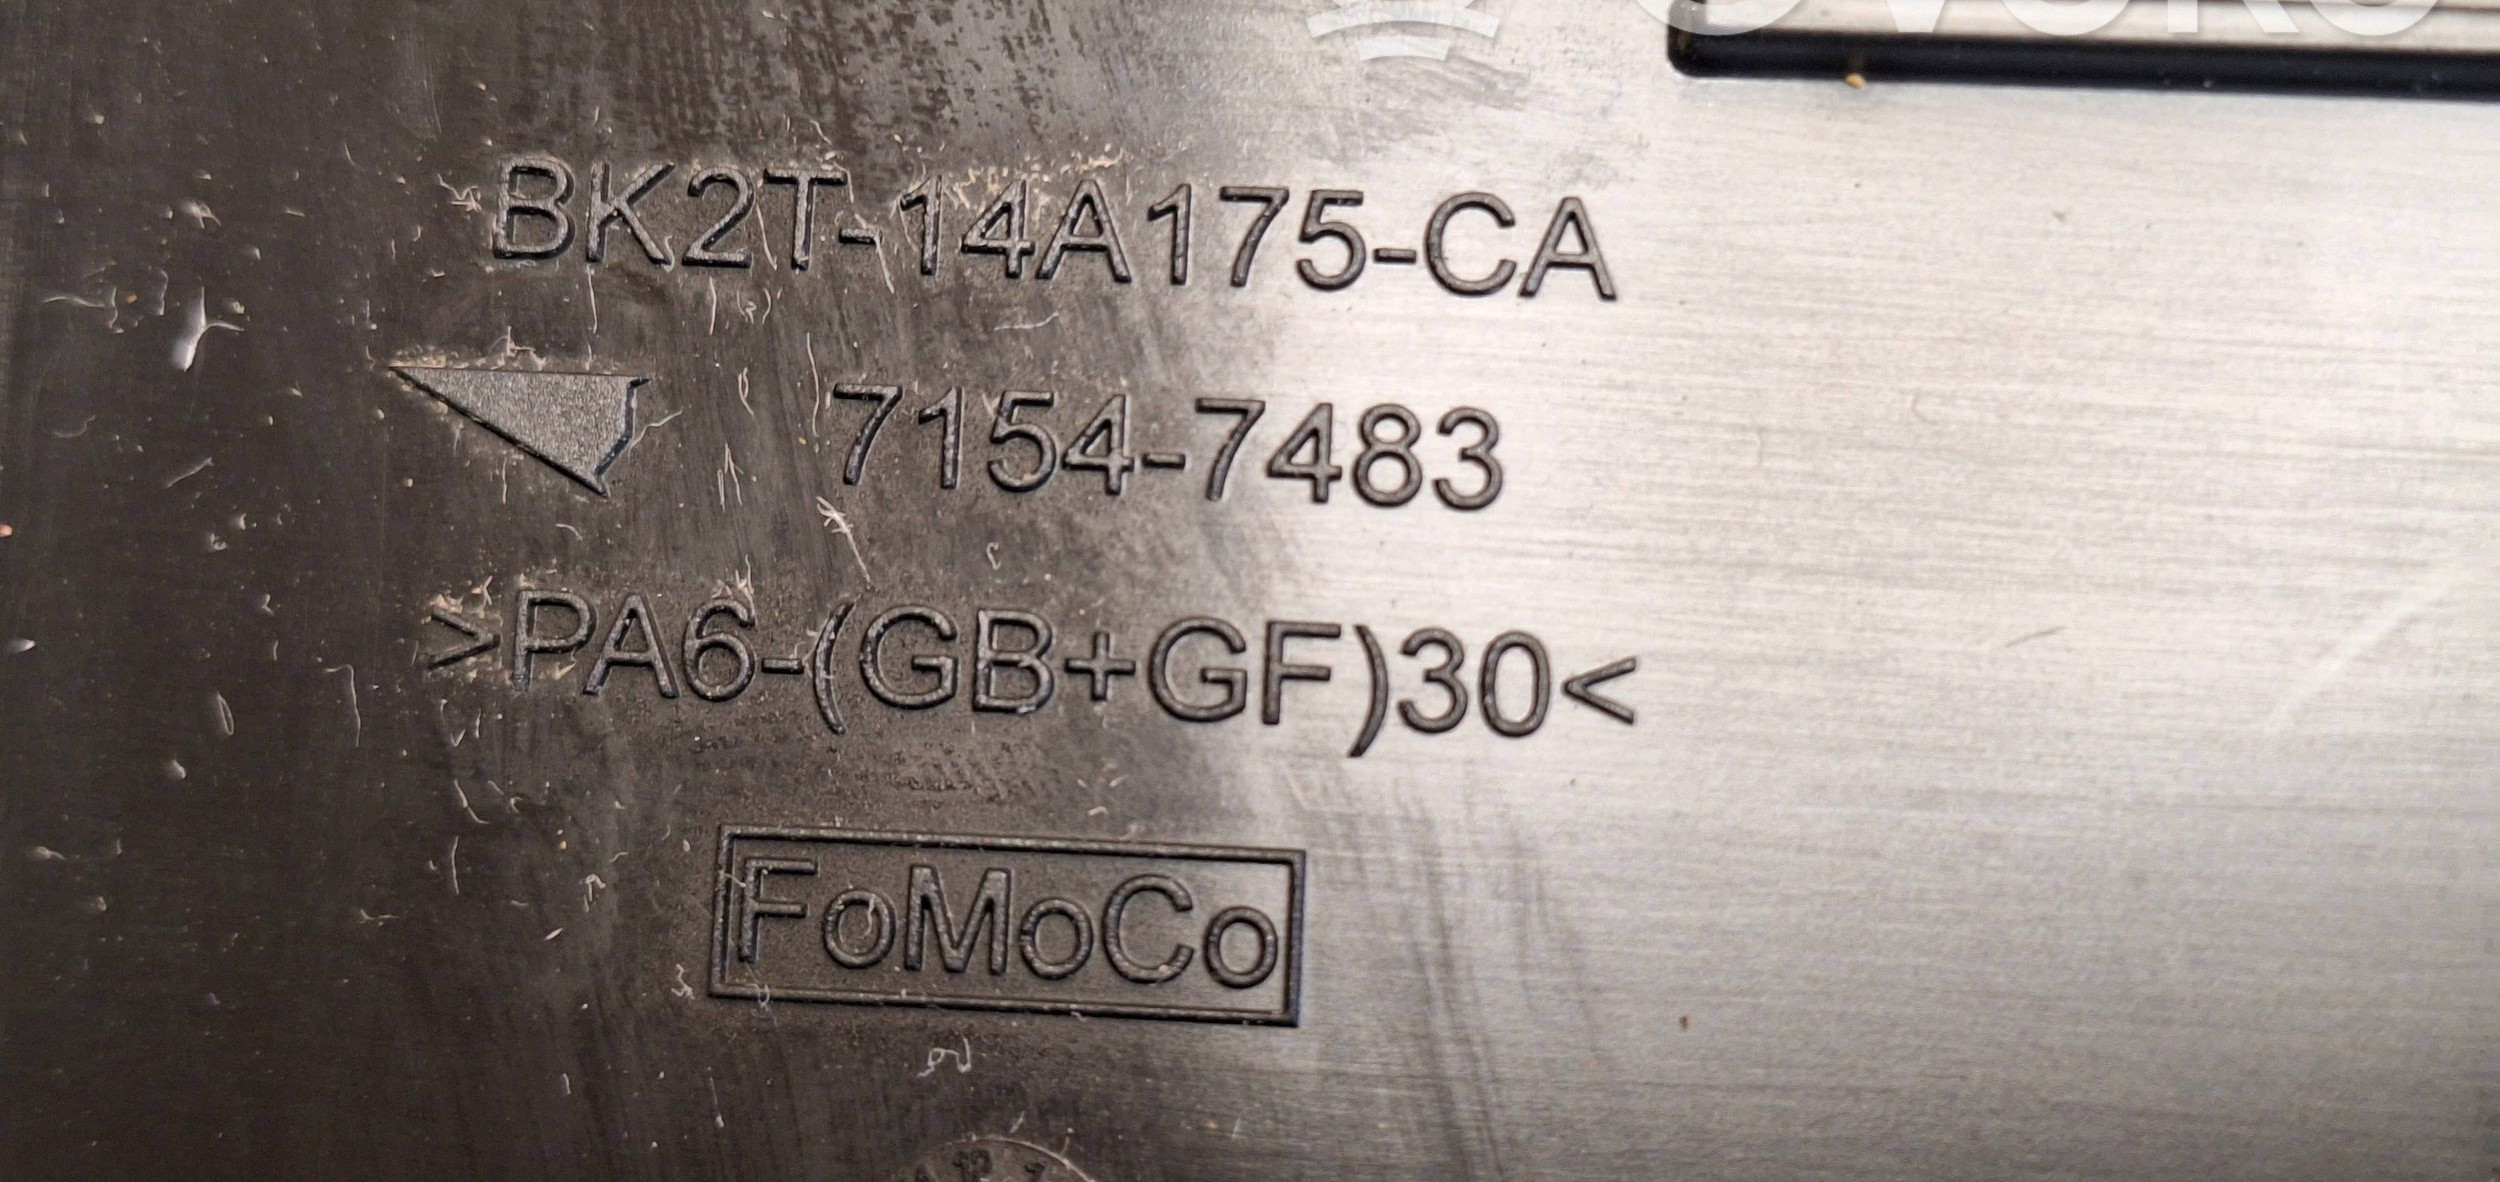 BK2T-14A175-CA
7154-7483
>PA6-(GB+GF)30<
FoMoCo